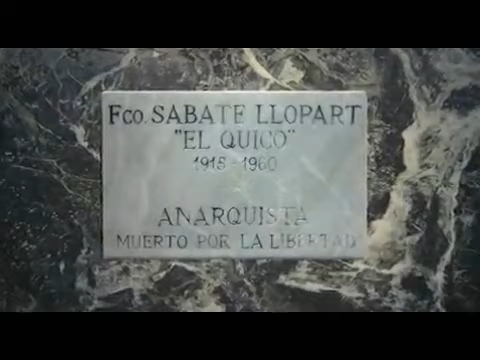 Fco. SABATE LLOPART
"EL QUICO"
1915-1960
ANARQUISTA
MUERTO POR LA LIBERTAD